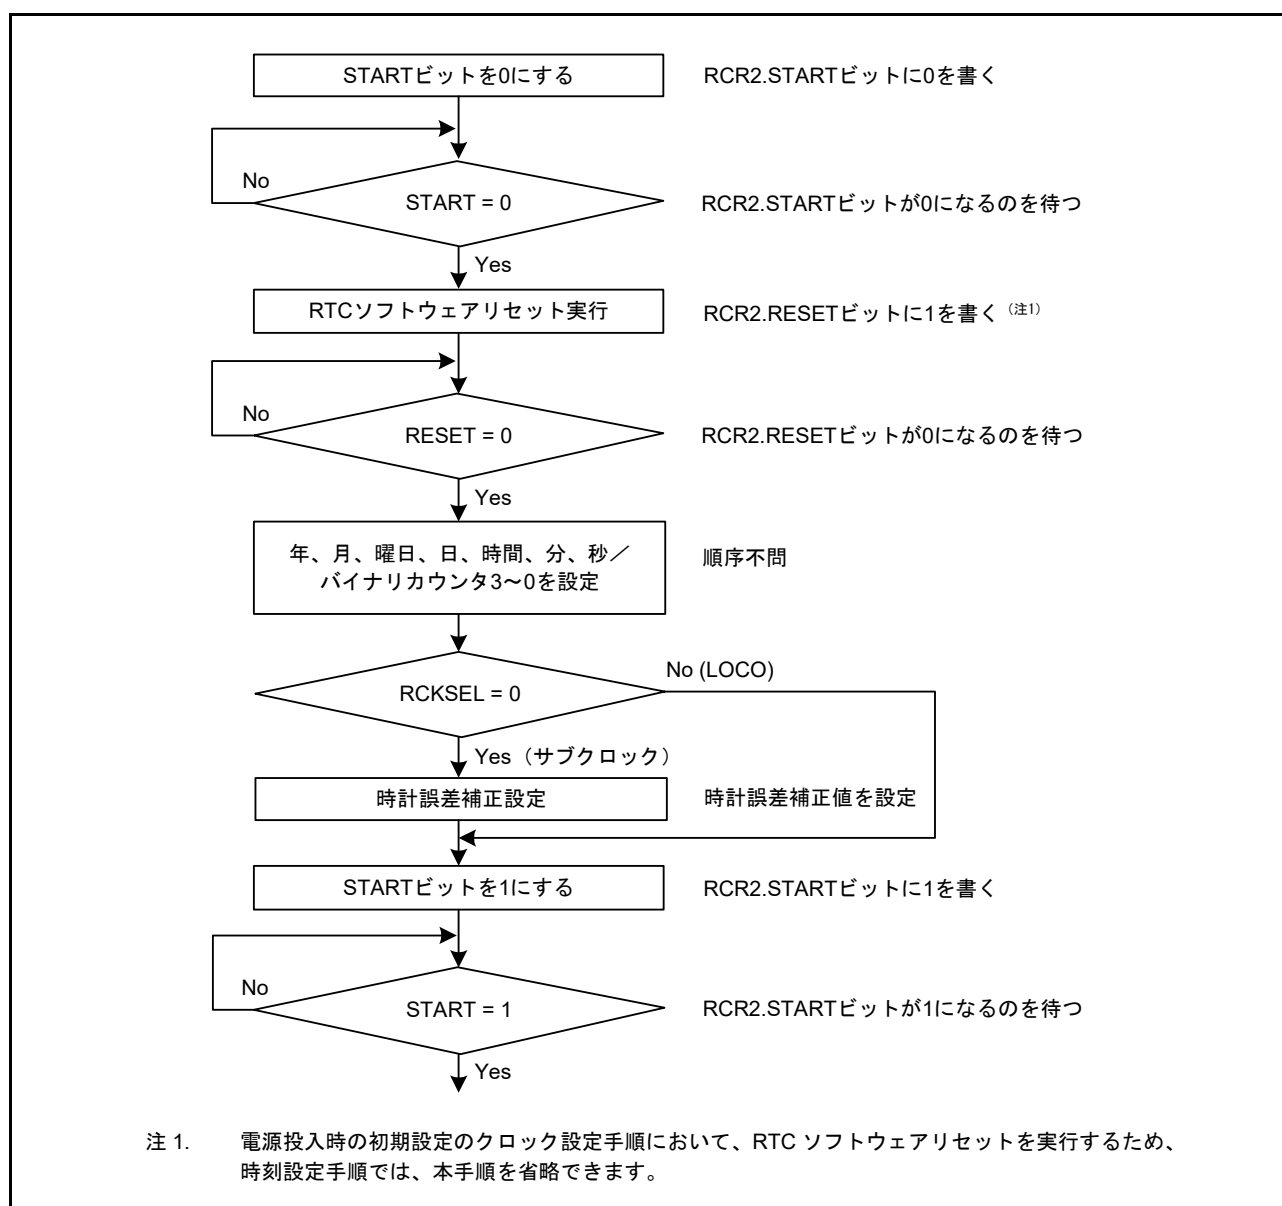 STARTビットを0にする
RCR2.STARTビットに0を書く
No
START = 0
RCR2.STARTビットが0になるのを待つ
Yes
RTCソフトウェアリセット実行
RCR2.RESETビットに1を書く（注1）
No
RESET = 0
RCR2.RESETビットが0になるのを待つ
Yes
年、月、曜日、日、時間、分、秒／
バイナリカウンタ3～0を設定
順序不問
RCKSEL = 0
No (LOCO)
Yes（サブクロック）
時計誤差補正設定
時計誤差補正値を設定
STARTビットを1にする
RCR2.STARTビットに1を書く
No
START = 1
RCR2.STARTビットが1になるのを待つ
Yes
注 1. 電源投入時の初期設定のクロック設定手順において、RTC ソフトウェアリセットを実行するため、
時刻設定手順では、本手順を省略できます。